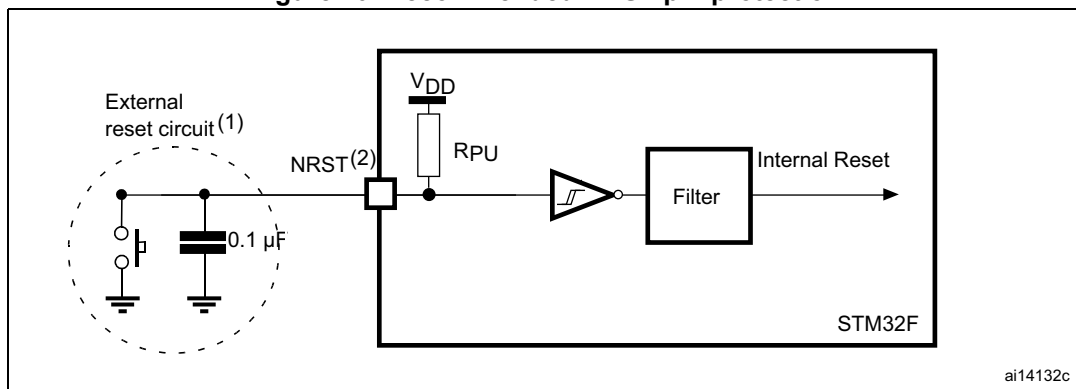 External
reset circuit(1)
VDD
RPU
NRST(2)
Internal Reset
Filter
0.1 µF
STM32F
ai14132c